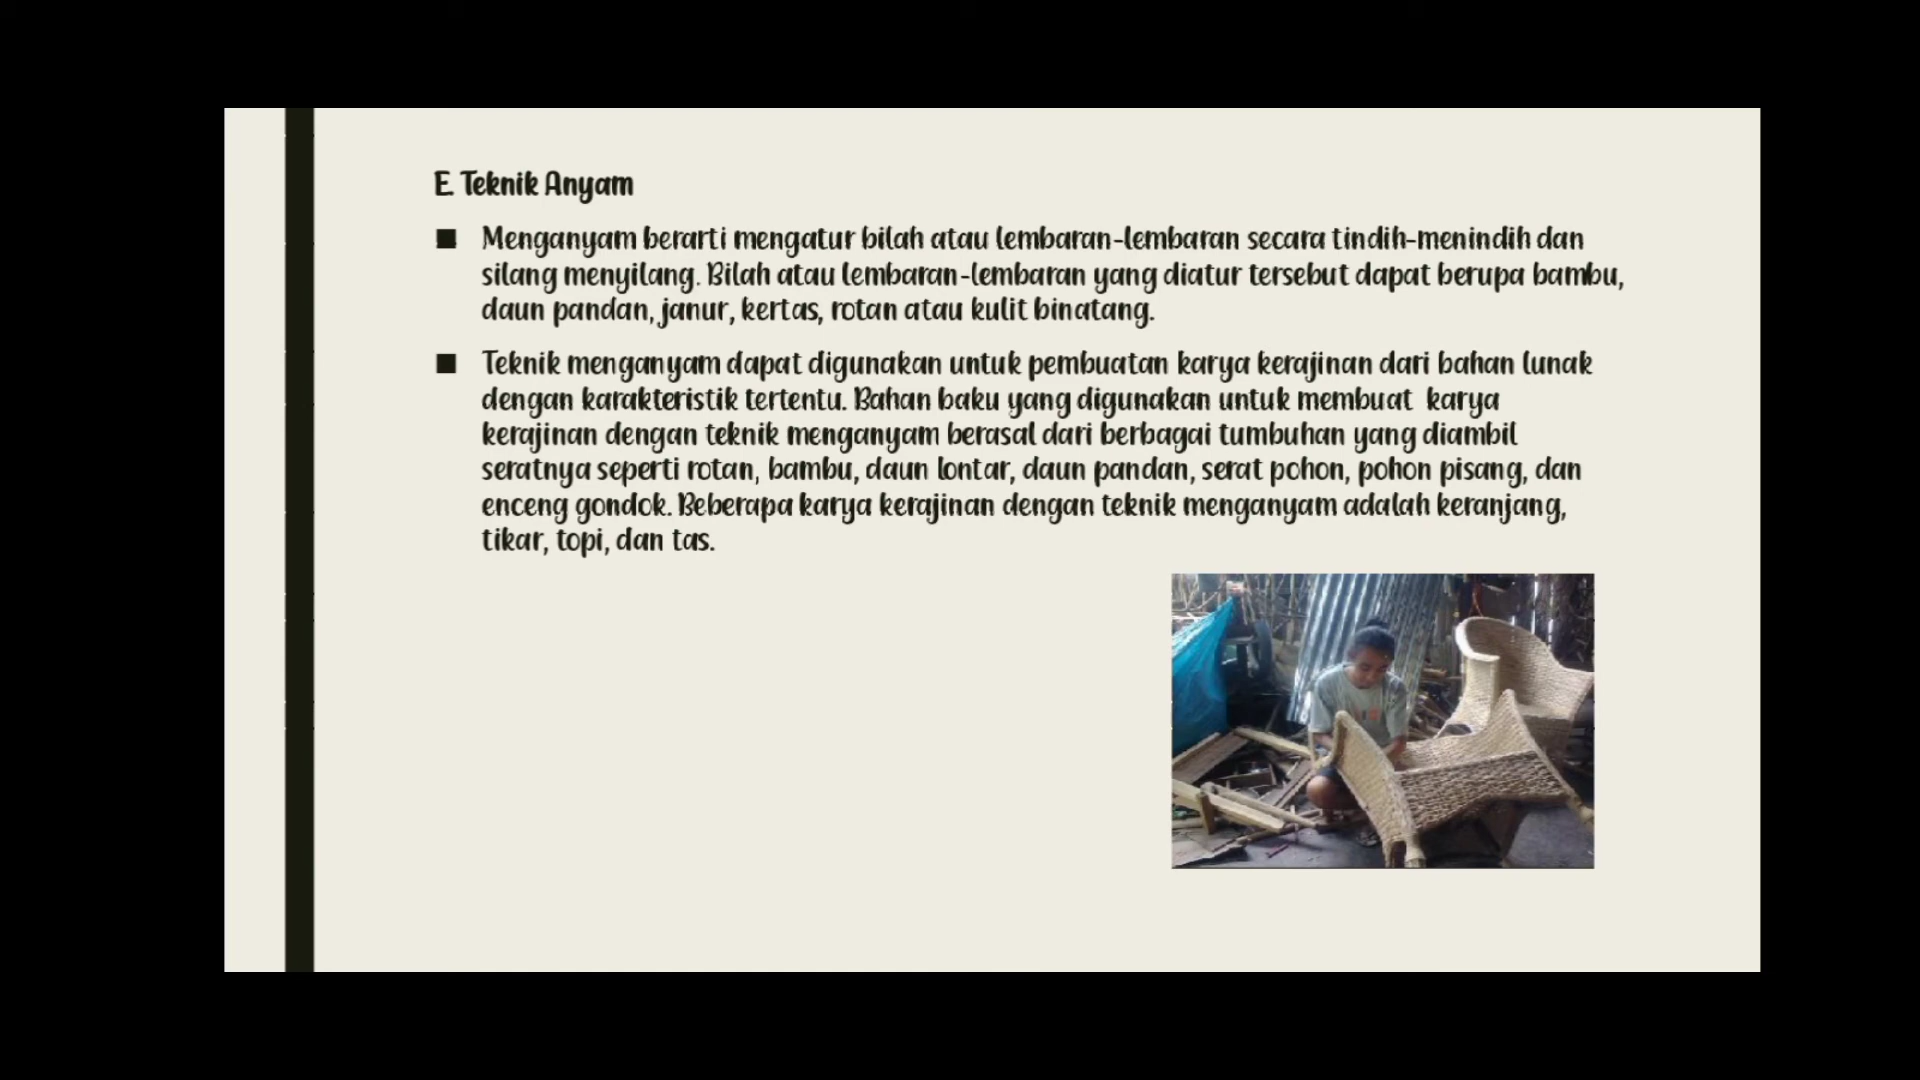 E. Teknik Anyam
■ Menganyam berarti mengatur bilah atau lembaran-lembaran secara tindih-menindih dan
silang menyilang. Bilah atau lembaran-lembaran yang diatur tersebut dapat berupa bambu,
daun pandan, janur, kertas, rotan atau kulit binatang.
■ Teknik menganyam dapat digunakan untuk pembuatan karya kerajinan dari bahan lunak
dengan karakteristik tertentu. Bahan baku yang digunakan untuk membuat karya
kerajinan dengan teknik menganyam berasal dari berbagai tumbuhan yang diambil
seratnya seperti rotan, bambu, daun lontar, daun pandan, serat pohon, pohon pisang, dan
enceng gondok. Beberapa karya kerajinan dengan teknik menganyam adalah keranjang,
tikar, topi, dan tas.